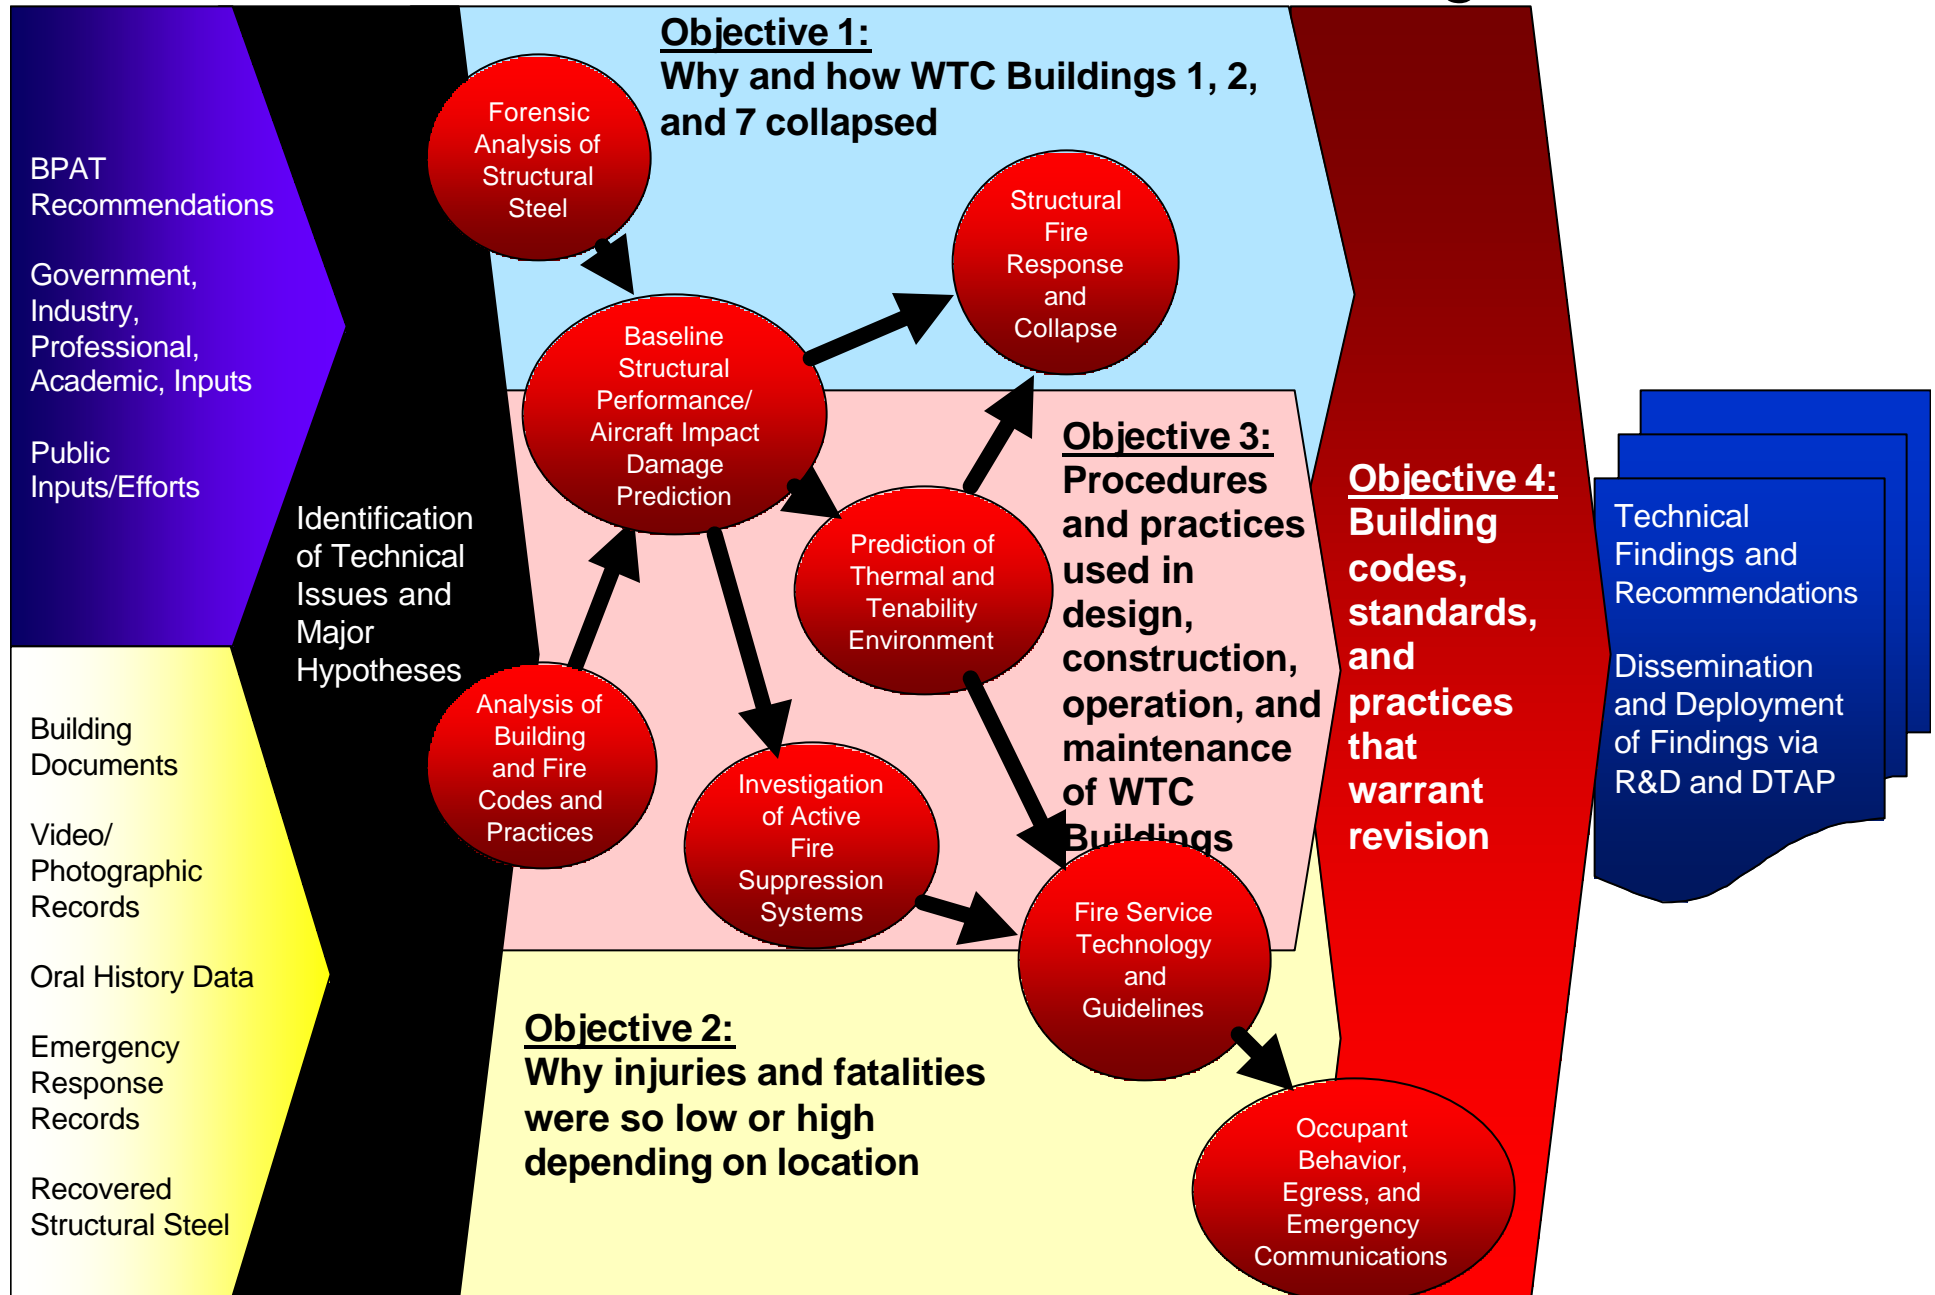 BPAT
Recommendations
Government,
Industry,
Professional,
Academic, Inputs
Public
Inputs/Efforts
Building
Documents
Video/
Photographic
Records
Oral History Data
Emergency
Response
Records
Recovered
Structural Steel
Identification
of Technical
Issues and
Major
Hypotheses
Objective 1:
Why and how WTC Buildings 1, 2,
and 7 collapsed
Forensic
Analysis of
Structural
Steel
Structural
Fire
Response
and
Collapse
Baseline
Structural
Performance/
Aircraft Impact
Damage
Prediction
Prediction of
Thermal and
Tenability
Environment
Analysis of
Building
and Fire
Codes and
Practices
Investigation
of Active
Fire
Suppression
Systems
Objective 3:
Procedures
and practices
used in
design,
construction,
operation, and
maintenance
of WTC
Buildings
Fire Service
Technology
and
Guidelines
Objective 2:
Why injuries and fatalities
were so low or high
depending on location
Occupant
Behavior,
Egress, and
Emergency
Communications
Objective 4:
Building
codes,
standards,
and
practices
that
warrant
revision
Technical
Findings and
Recommendations
Dissemination
and Deployment
of Findings via
R&D and DTAP